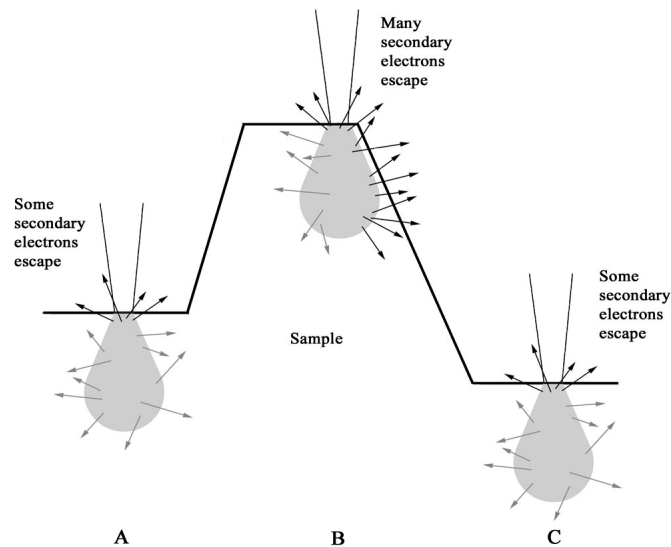 Many
secondary
electrons
escape
Some
secondary
electrons
escape
Some
secondary
electrons
escape
Sample
A
B
C